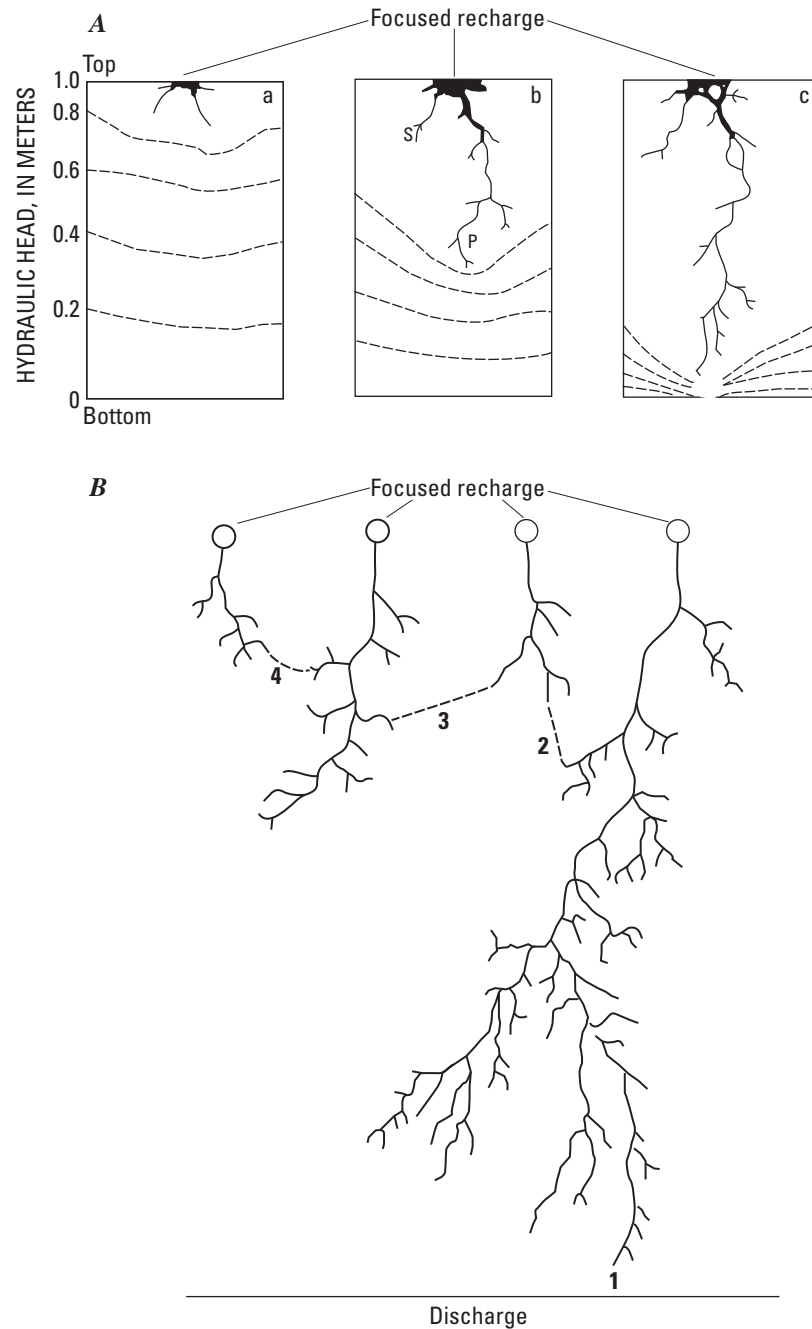 A
Focused recharge
Top
1.0
0.8
0.6
0.4
0.2
0
HYDRAULIC HEAD, IN METERS
Bottom
a
b
S
P
c
B
Focused recharge
4
3
2
1
Discharge